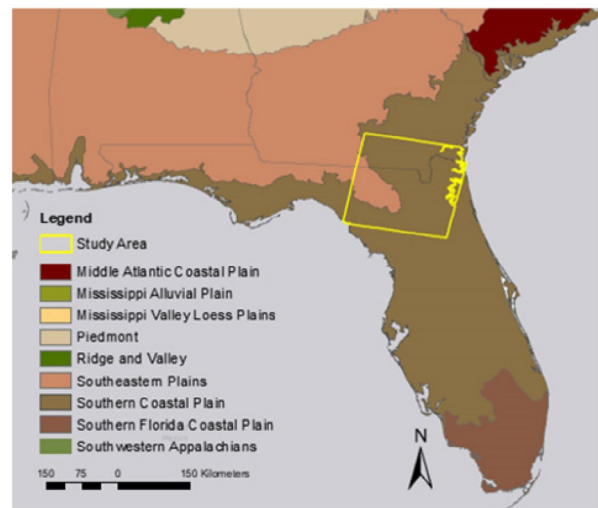 Legend
Study Area
Middle Atlantic Coastal Plain
Mississippi Alluvial Plain
Mississippi Valley Loess Plains
Piedmont
Ridge and Valley
Southeastern Plains
Southern Coastal Plain
Southern Florida Coastal Plain
Southwestern Appalachians
N
150 75 0 150 Kilometers